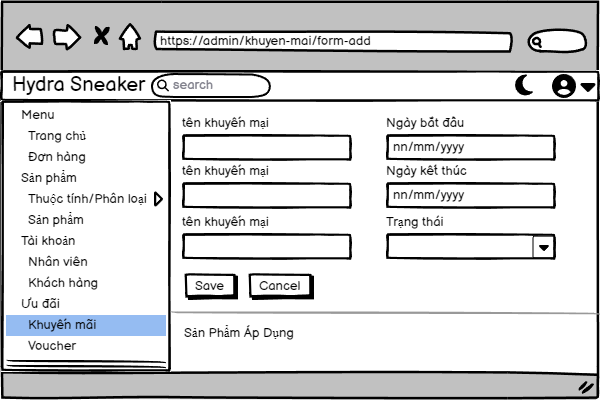 https://admin/khuyen-mai/form-add
Hydra Sneaker
search
Menu
Trang chủ
Đơn hàng
Sản phẩm
Thuộc tính/Phân loại
Sản phẩm
Tài khoản
Nhân viên
Khách hàng
Ưu đãi
Khuyến mãi
Voucher
tên khuyến mại
Ngày bắt đầu
nn/mm/yyyy
tên khuyến mại
Ngày kết thúc
nn/mm/yyyy
tên khuyến mại
Trạng thái
Save
Cancel
Sản Phẩm Áp Dụng